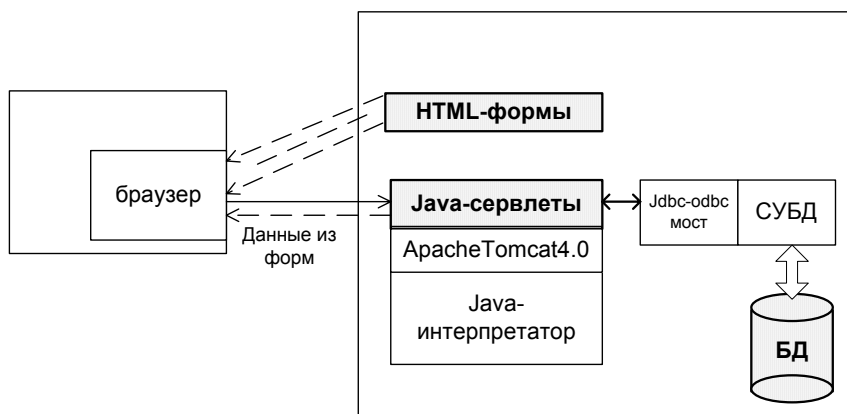 HTML-формы
браузер
Java-сервлеты
Jdbc-odbc
мост
СУБД
Данные из
форм
ApacheTomcat4.0
Java-
интерпретатор
БД